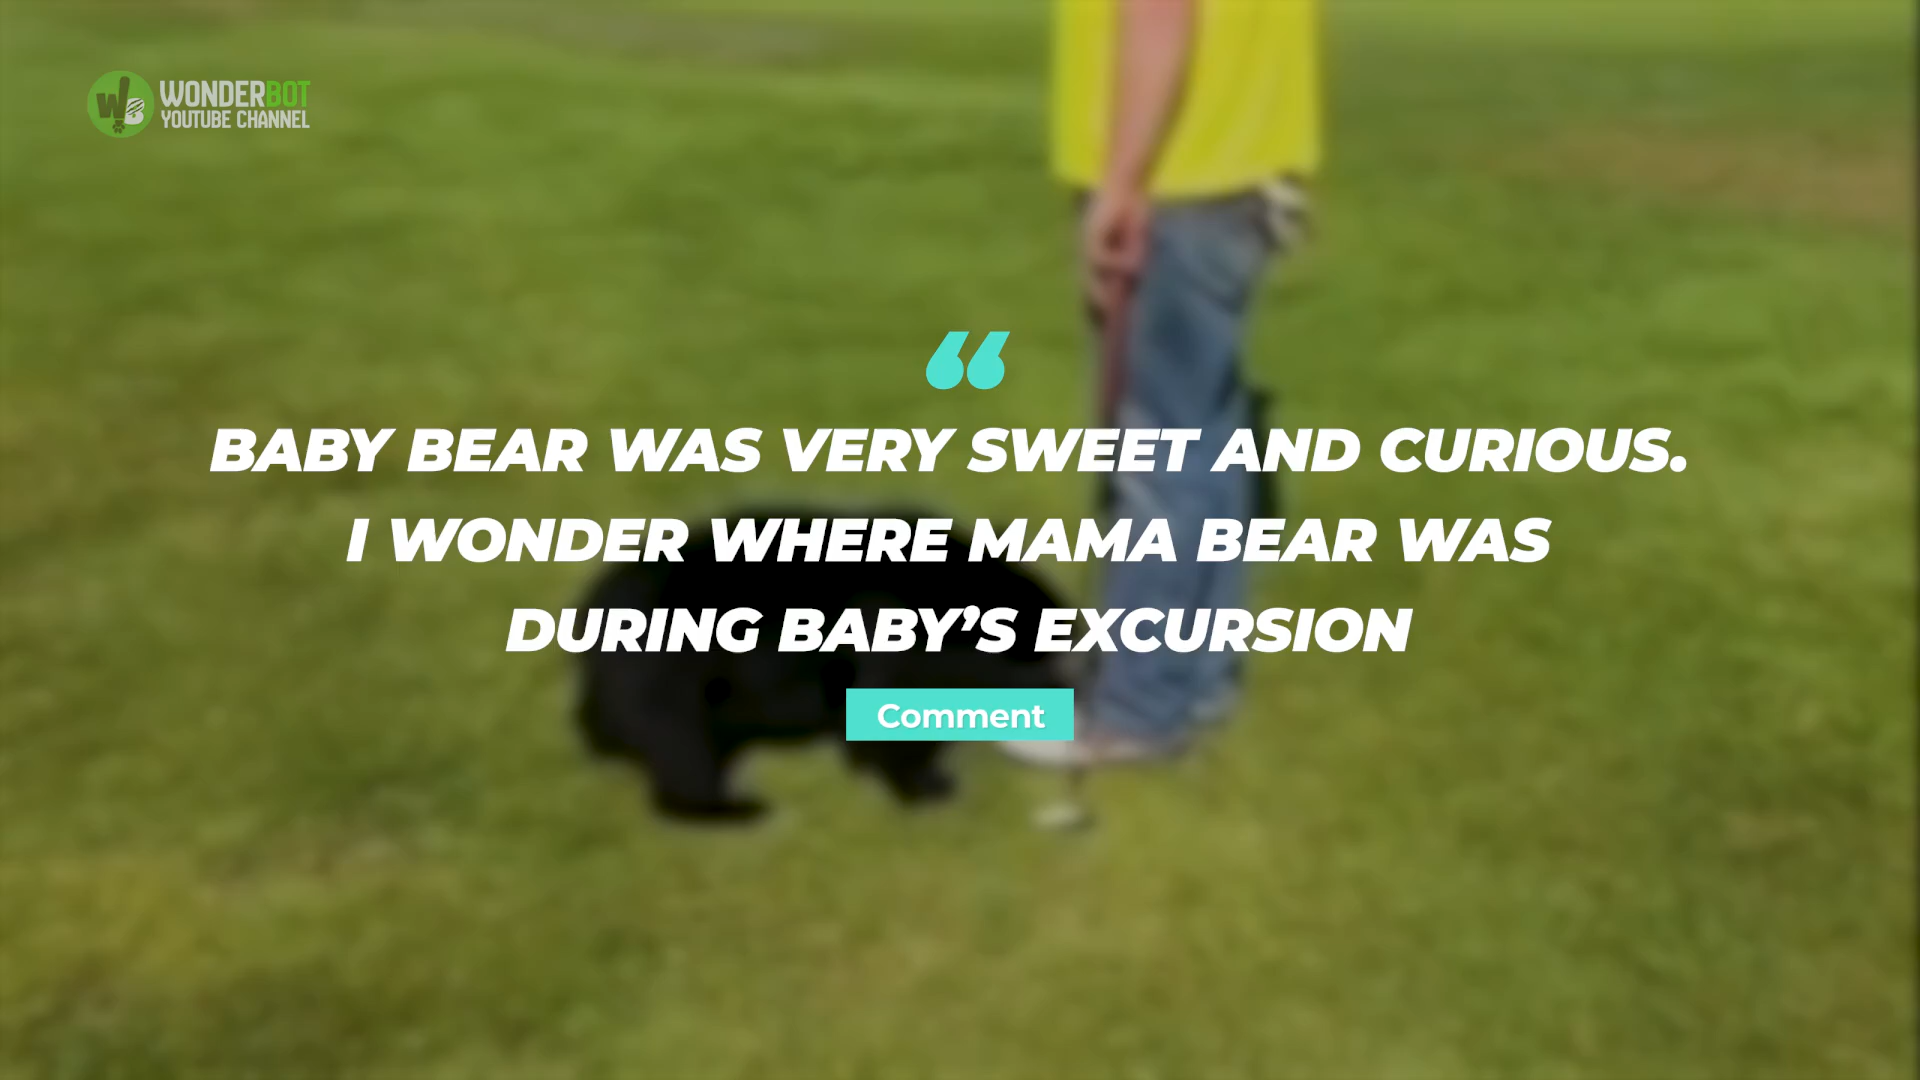 WONDERBOT
YOUTUBE CHANNEL
“
BABY BEAR WAS VERY SWEET AND CURIOUS.
I WONDER WHERE MAMA BEAR WAS
DURING BABY’S EXCURSION
Comment